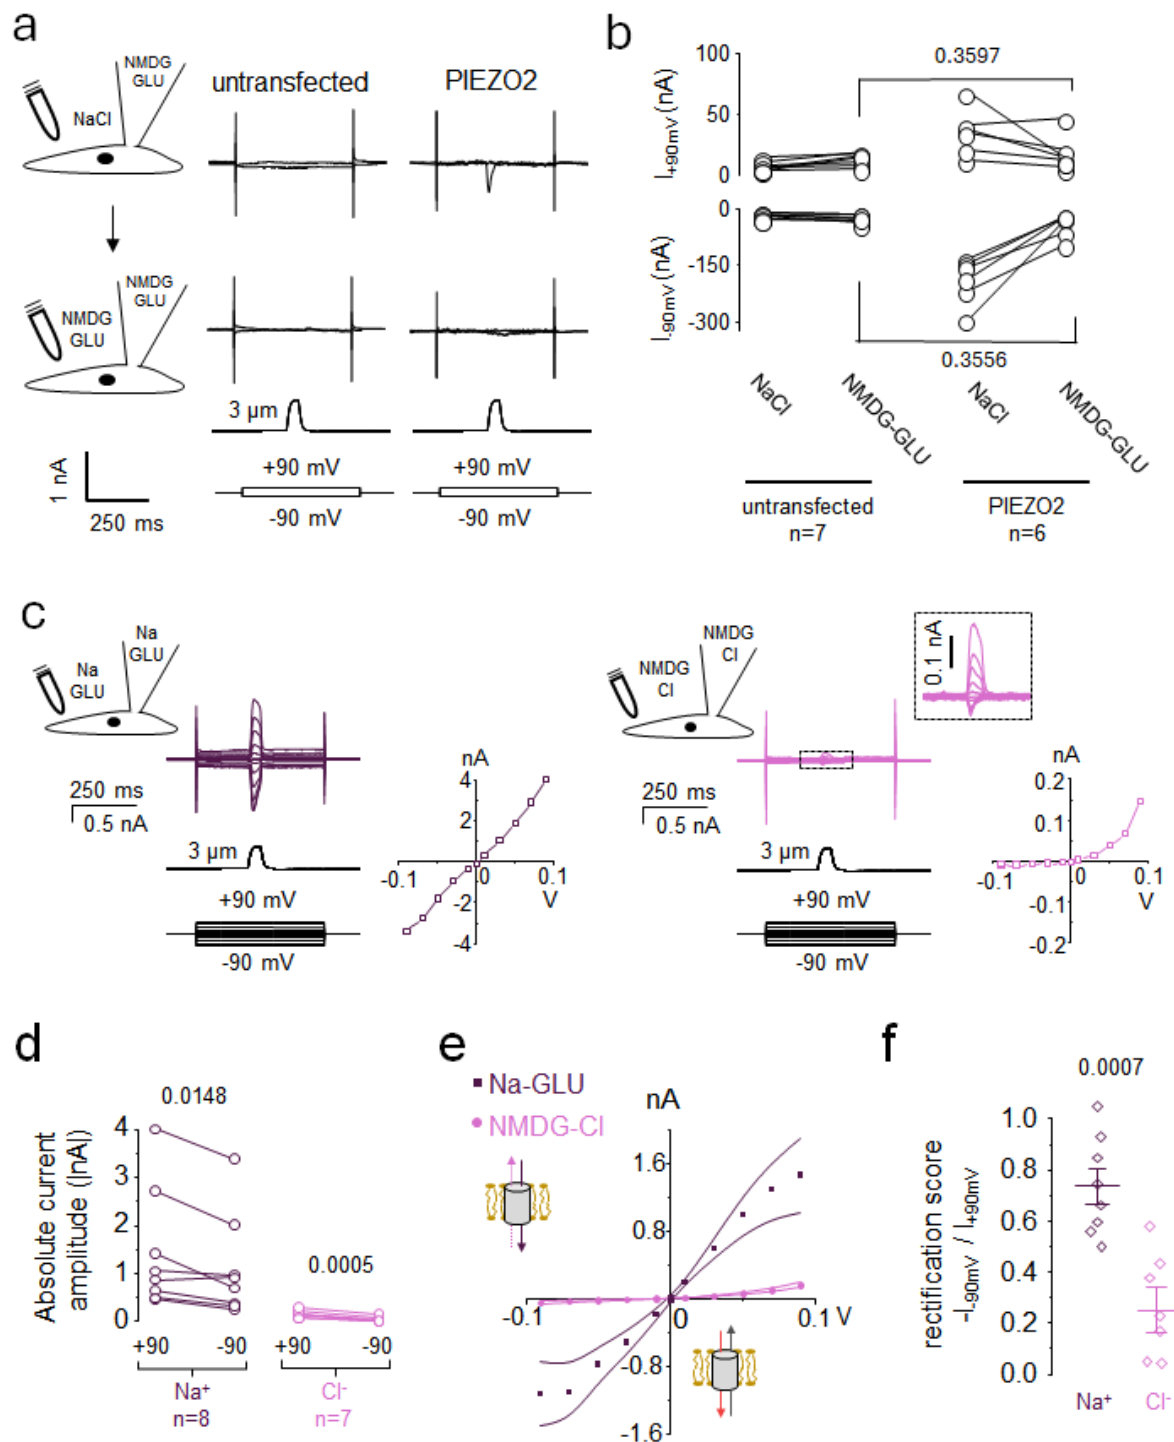 a
NMDG
GLU
NaCl
untransfected
PIEZO2
NMDG
GLU
NMDG
GLU
3 µm
+90 mV
+90 mV
1 nA
250 ms
-90 mV
-90 mV
b
100
50
0
I+90mV (nA)
0
-150
-300
I-90mV (nA)
0.3597
0.3556
NaCl
NMDG-GLU
NaCl
NMDG-GLU
untransfected
n=7
PIEZO2
n=6
c
Na
GLU
Na
GLU
250 ms
0.5 nA
3 µm
+90 mV
-90 mV
nA
4
2
-0.1
0
0.1
V
-2
-4
NMDG
Cl
NMDG
Cl
0.1 nA
250 ms
0.5 nA
3 µm
+90 mV
-90 mV
nA
0.2
0.1
-0.1
0
0.1
V
-0.1
-0.2
d
0.0148
0.0005
Absolute current
amplitude (|nA|)
4
3
2
1
0
+90
-90
+90
-90
Na+
n=8
Cl-
n=7
e
Na-GLU
NMDG-Cl
nA
1.6
0.8
-0.1
0
0.1 V
-0.8
-1.6
f
0.0007
rectification score
-I-90mV / I+90mV
1.0
0.8
0.6
0.4
0.2
0.0
Na+
Cl-